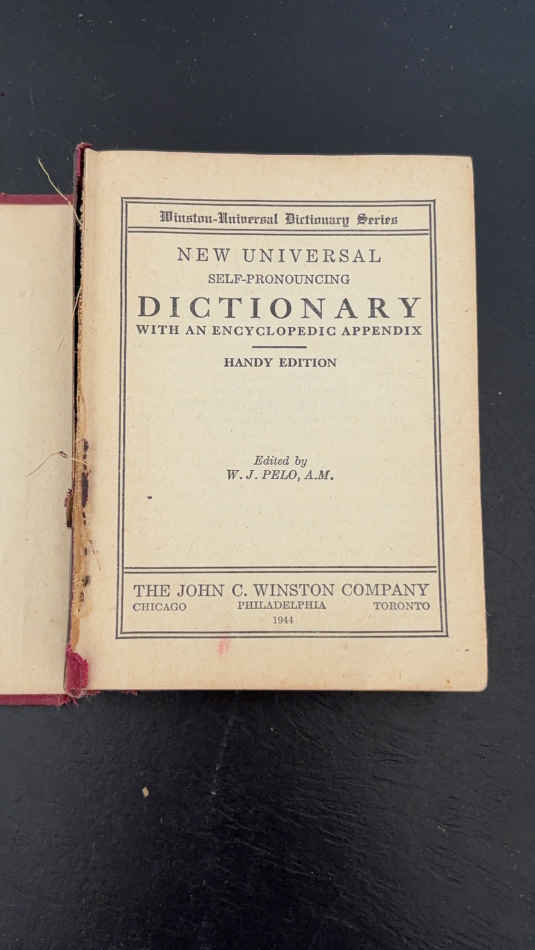 Winston-Universal Dictionary Series
NEW UNIVERSAL
SELF-PRONOUNCING
DICTIONARY
WITH AN ENCYCLOPEDIC APPENDIX
HANDY EDITION
Edited by
W. J. PELO, A.M.
THE JOHN C. WINSTON COMPANY
CHICAGO PHILADELPHIA TORONTO
1944